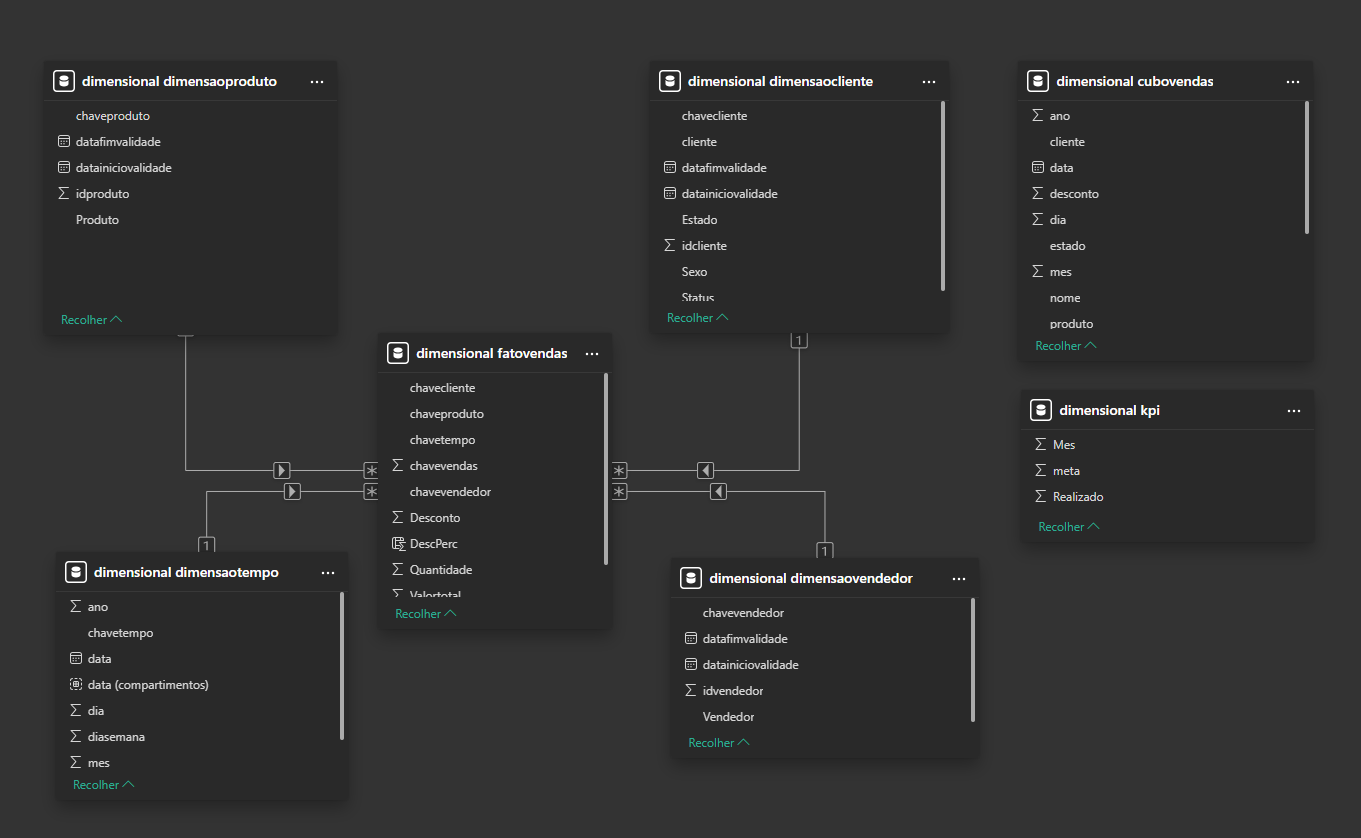 dimensional dimensaoproduto
chaveproduto
datafimvalidade
datainiciovalidade
idproduto
Produto
Recolher
dimensional dimensaocliente
chavecliente
cliente
datafimvalidade
datainiciovalidade
Estado
idcliente
Sexo
Status
Recolher
1
dimensional cubovendas
ano
cliente
data
desconto
dia
estado
mes
nome
produto
Recolher
dimensional fatovendas
chavecliente
chaveproduto
chavetempo
chavevendas
chavevendedor
Desconto
DescPerc
Quantidade
Valortotal
Recolher
dimensional kpi
Mes
meta
Realizado
Recolher
1
dimensional dimensaotempo
ano
chavetempo
data
data (compartimentos)
dia
diasemana
mes
Recolher
1
dimensional dimensaovendedor
chavevendedor
datafimvalidade
datainiciovalidade
idvendedor
Vendedor
Recolher